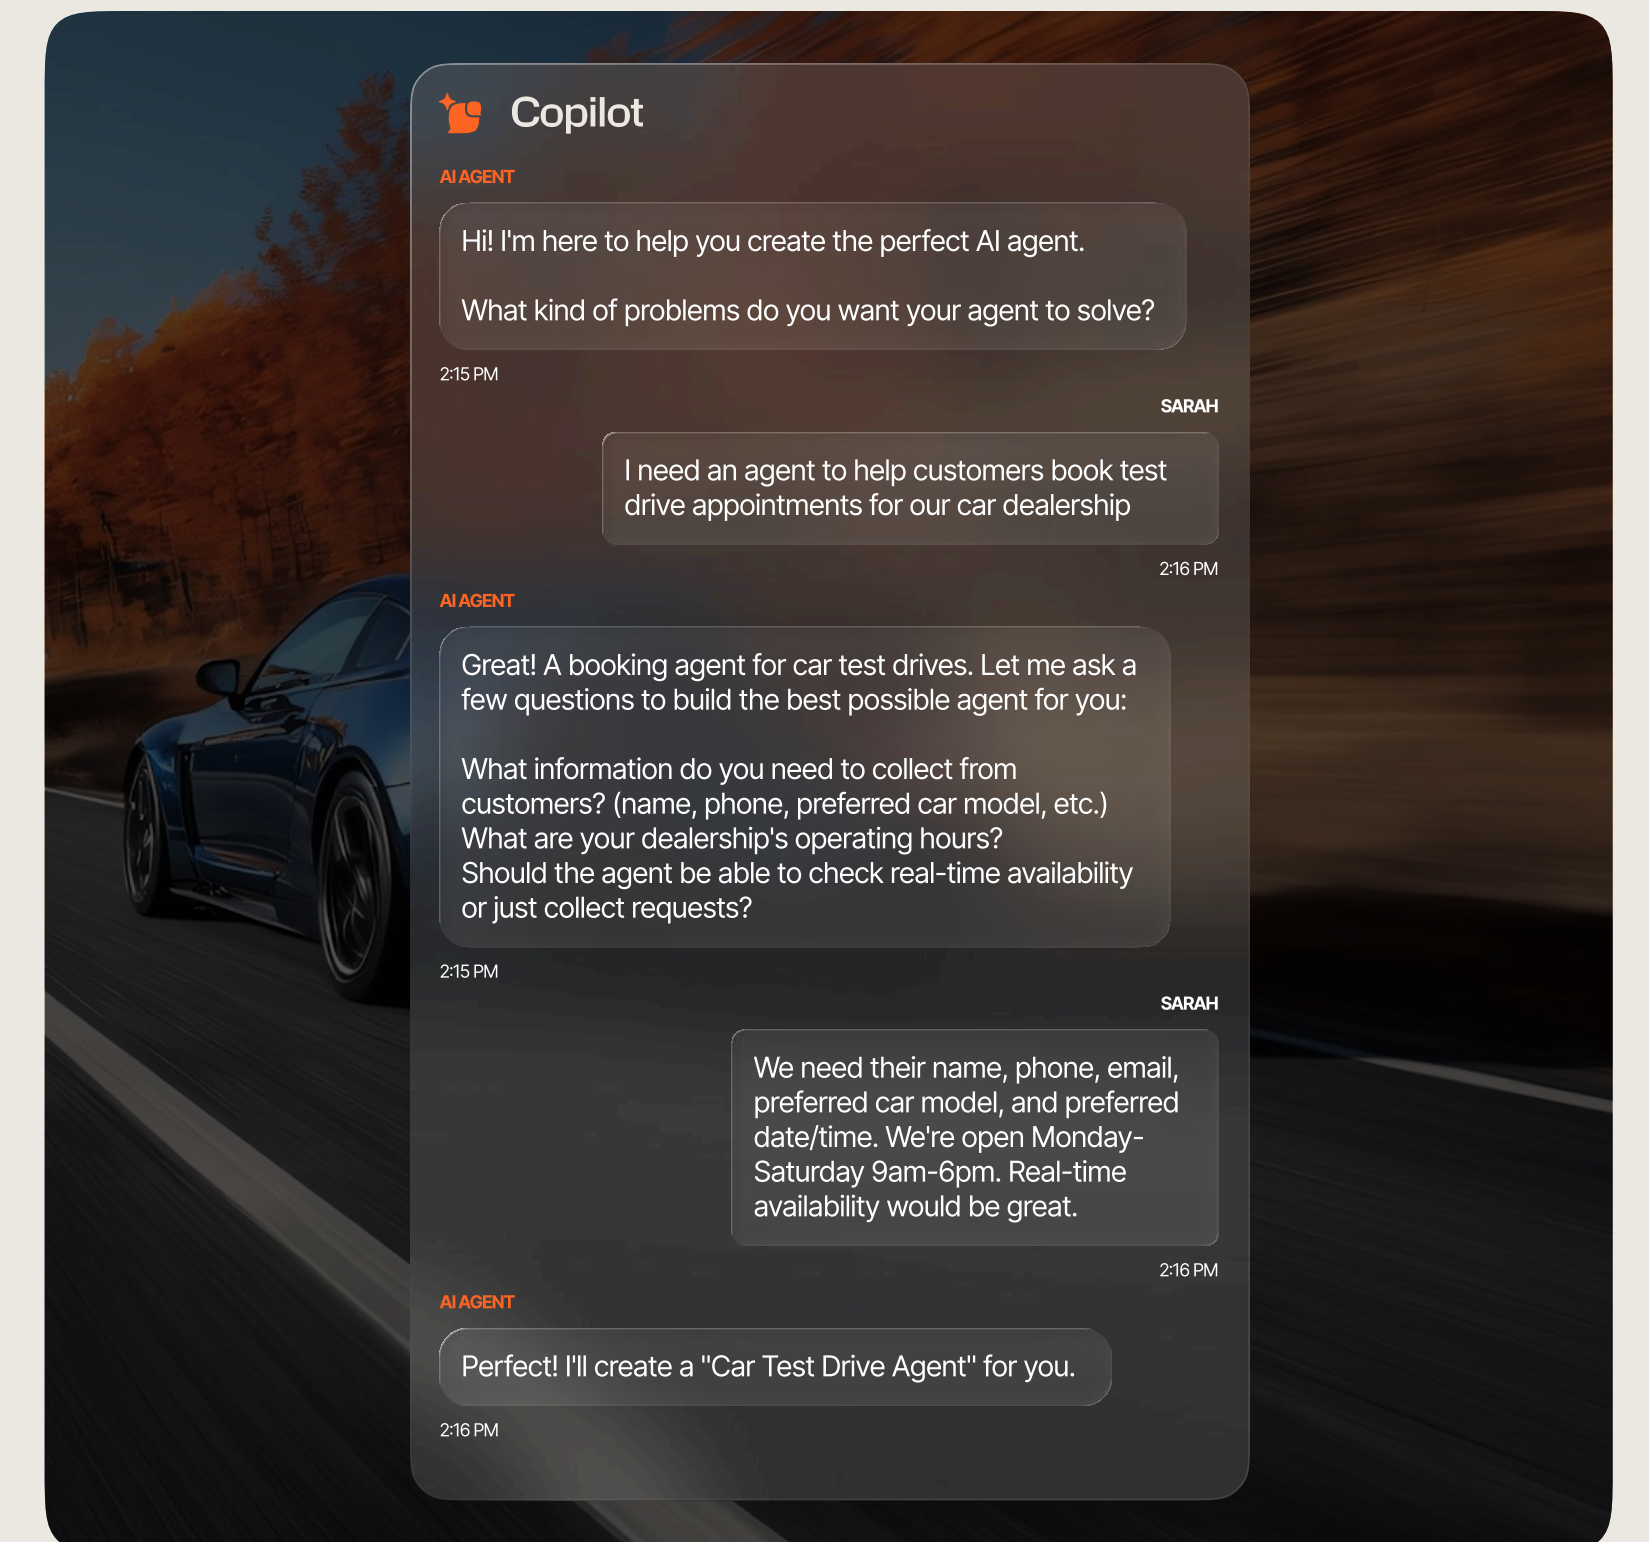 Copilot
AI AGENT
Hi! I'm here to help you create the perfect AI agent.
What kind of problems do you want your agent to solve?
2:15 PM
SARAH
I need an agent to help customers book test
drive appointments for our car dealership
2:16 PM
AI AGENT
Great! A booking agent for car test drives. Let me ask a
few questions to build the best possible agent for you:
What information do you need to collect from
customers? (name, phone, preferred car model, etc.)
What are your dealership's operating hours?
Should the agent be able to check real-time availability
or just collect requests?
2:15 PM
SARAH
We need their name, phone, email,
preferred car model, and preferred
date/time. We're open Monday-
Saturday 9am-6pm. Real-time
availability would be great.
2:16 PM
AI AGENT
Perfect! I'll create a "Car Test Drive Agent" for you.
2:16 PM